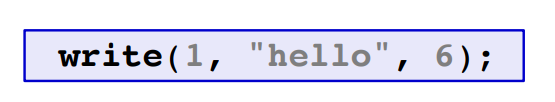 write(1, "hello", 6);